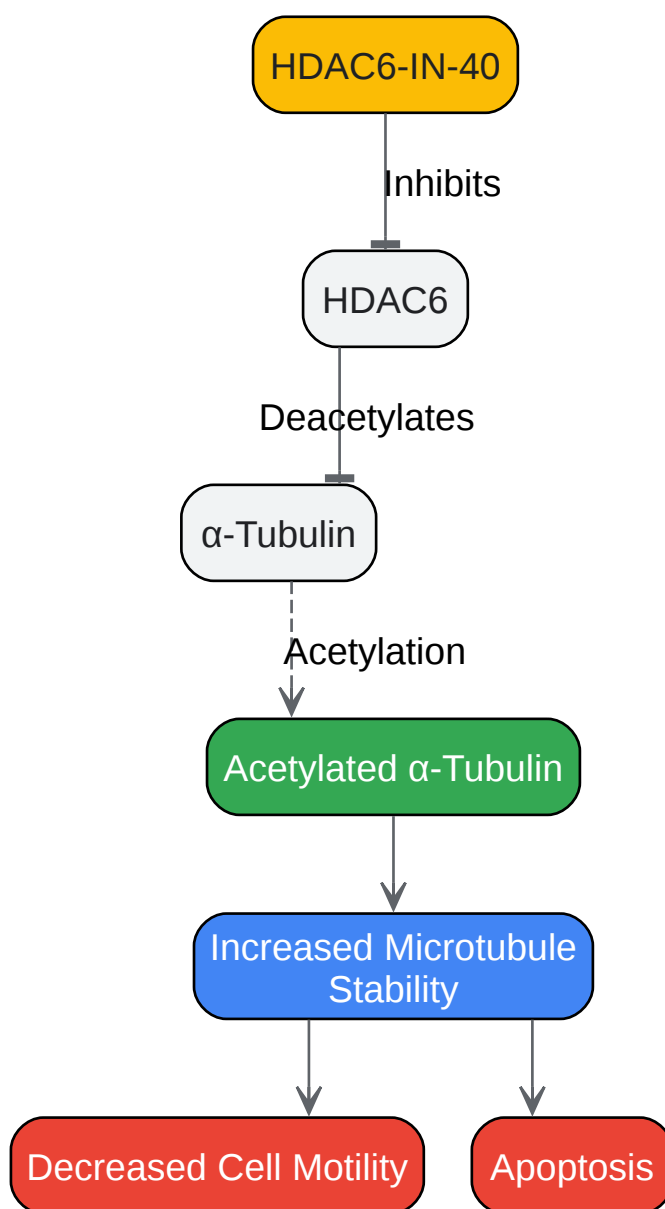 HDAC6-IN-40
Inhibits
HDAC6
Deacetylates
α-Tubulin
Acetylation
Acetylated α-Tubulin
Increased Microtubule
Stability
Decreased Cell Motility
Apoptosis